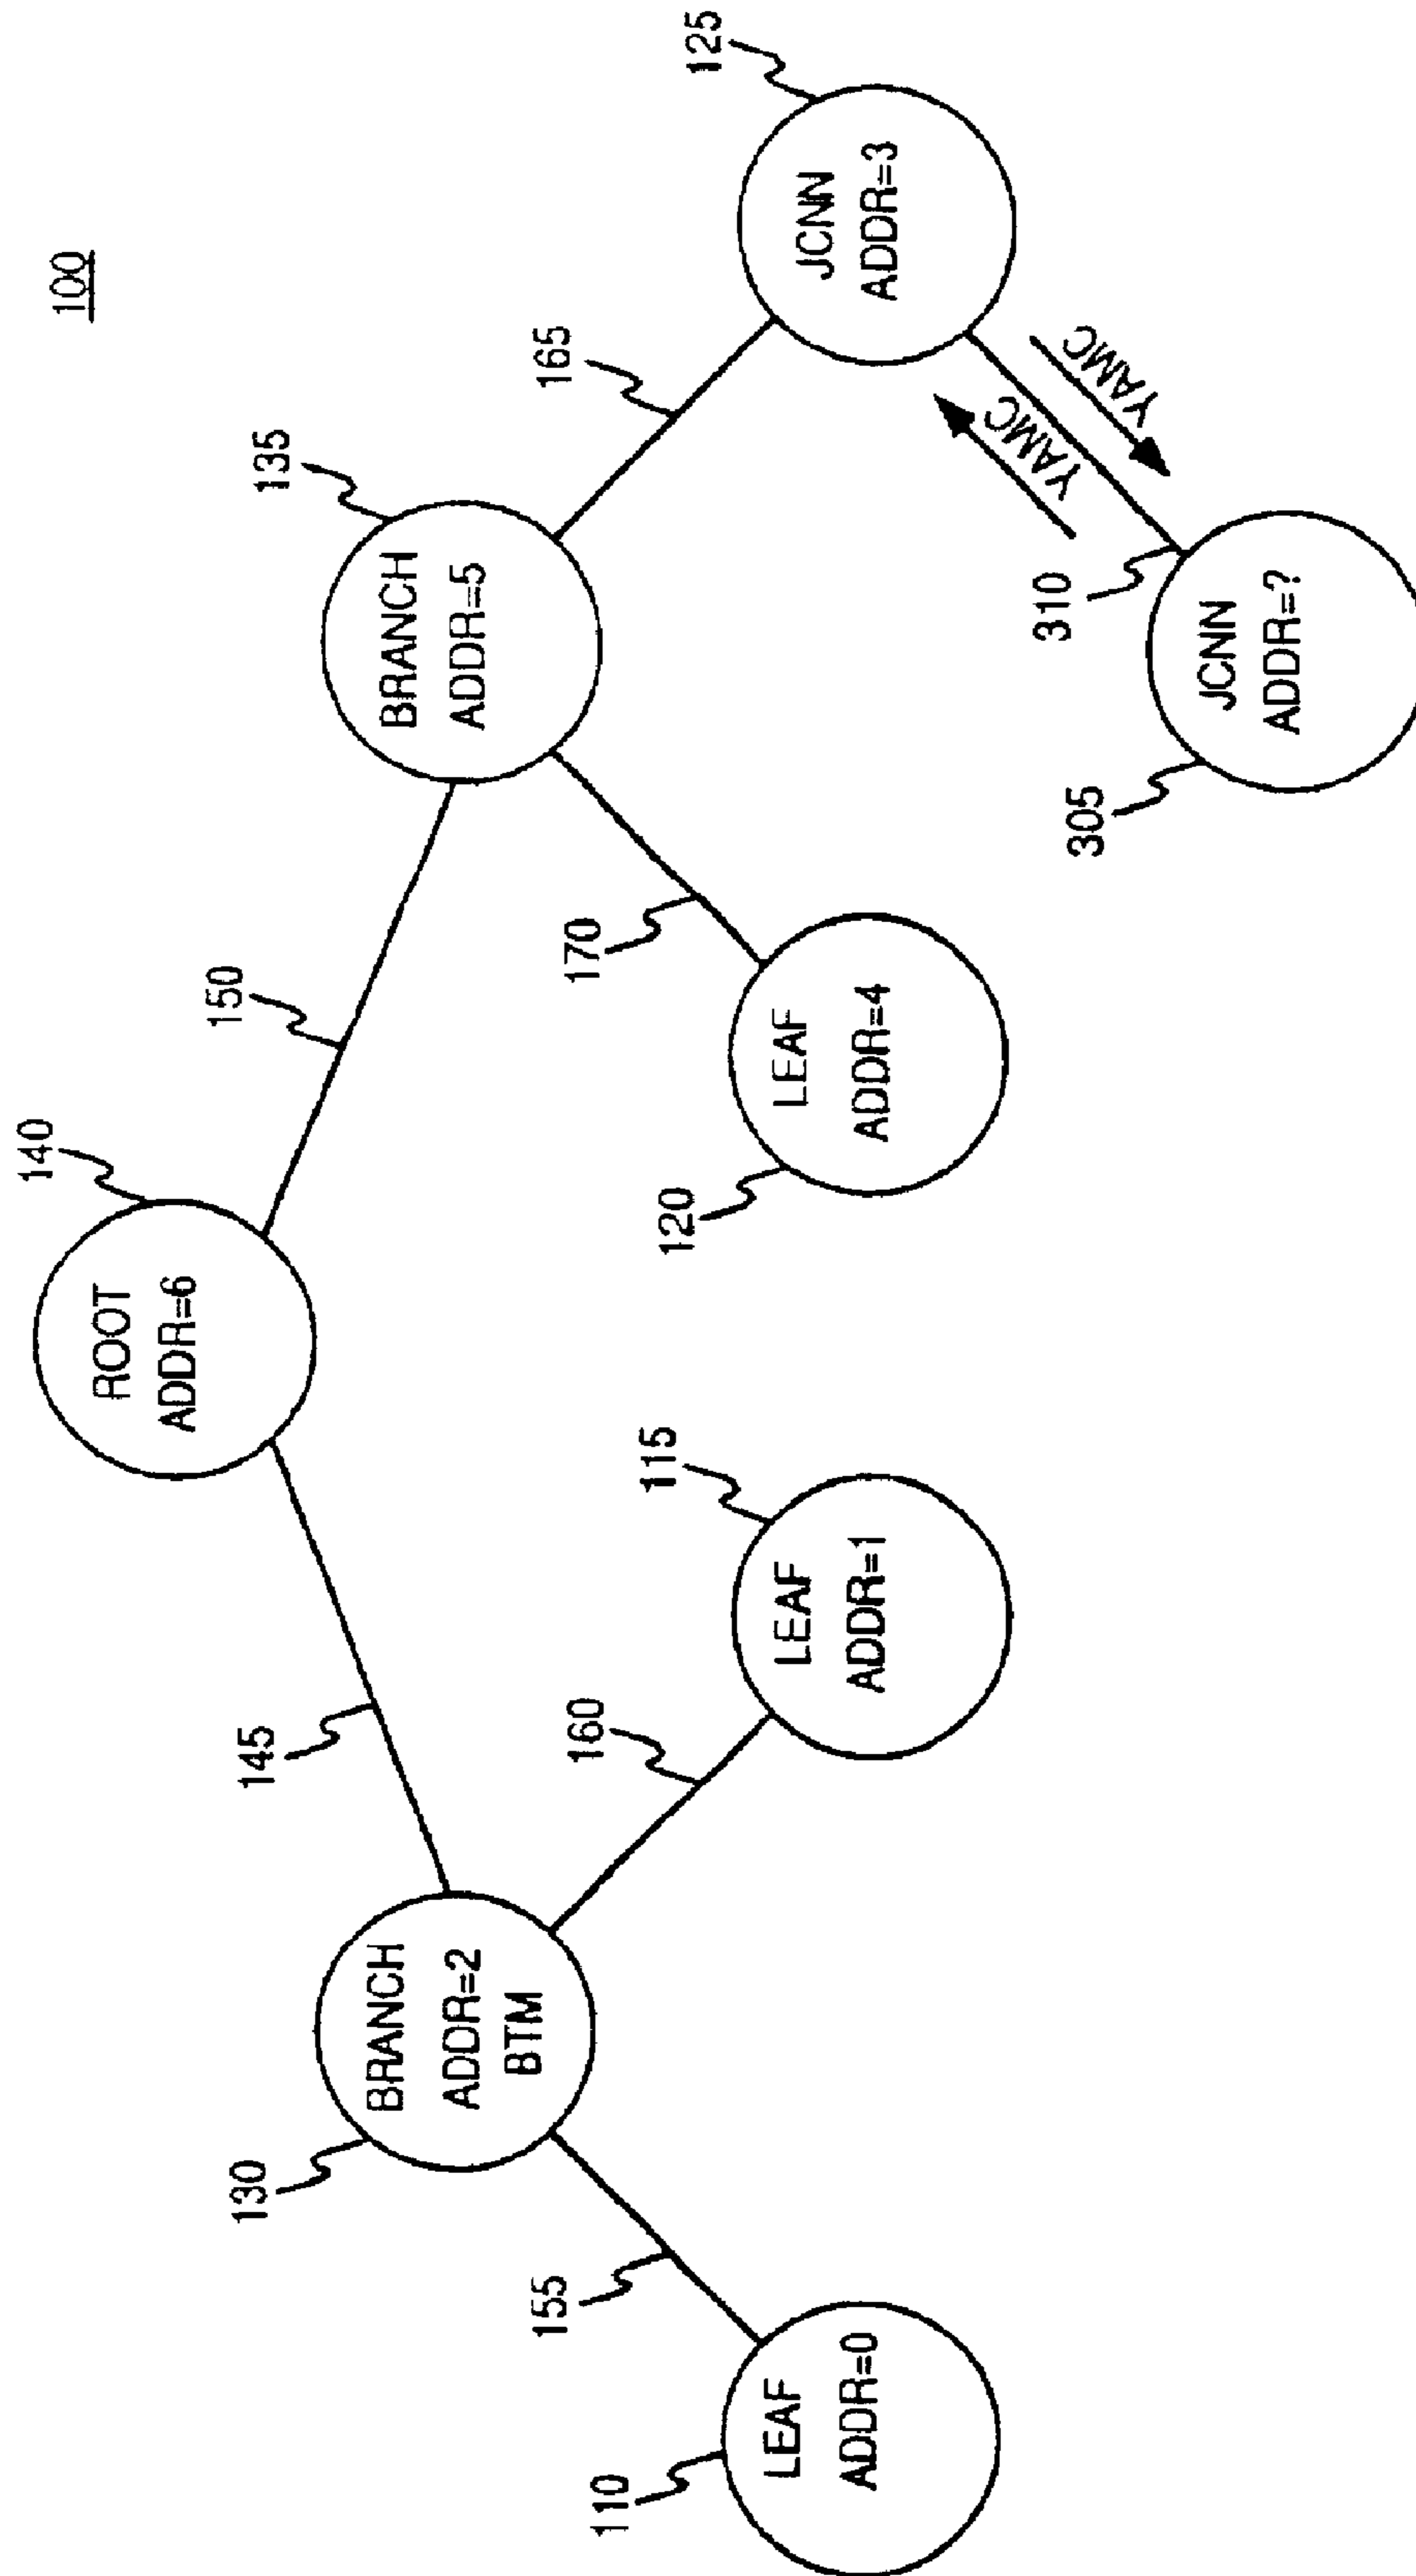 100
140
ROOT
ADDR=6
145
150
130
BRANCH
ADDR=2
BTM
135
BRANCH
ADDR=5
155
160
170
165
110
LEAF
ADDR=0
LEAF
ADDR=1
115
120
LEAF
ADDR=4
JCNN
ADDR=3
125
YAMC
YAMC
310
305
JCNN
ADDR=?